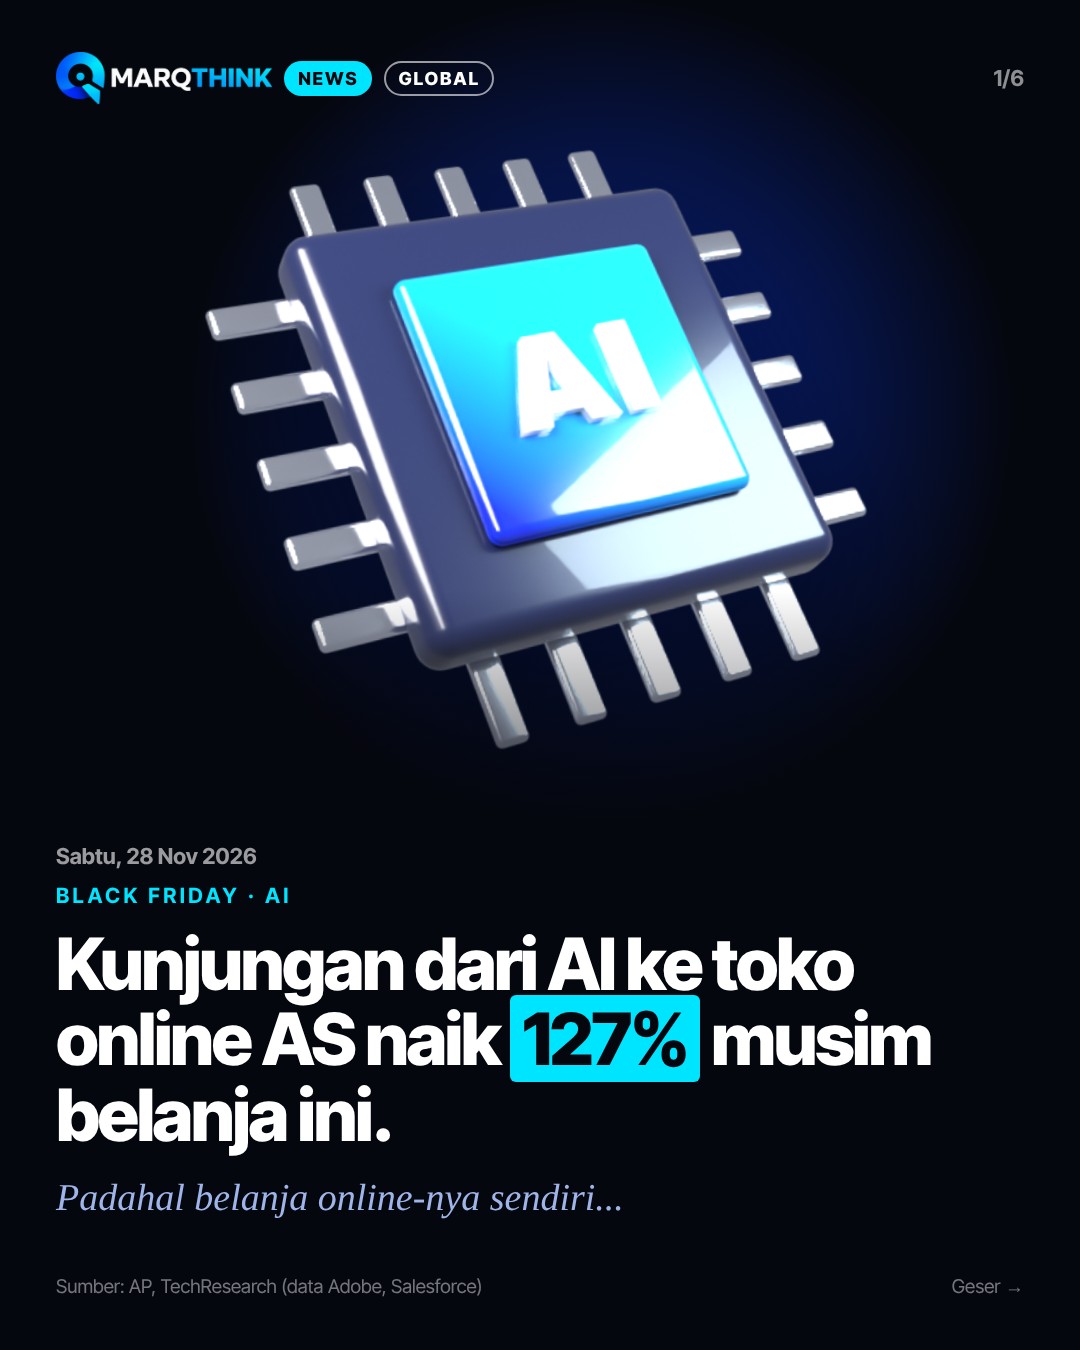 MARQTHINK NEWS GLOBAL 1/6
AI
Sabtu, 28 Nov 2026
BLACK FRIDAY · AI
Kunjungan dari AI ke toko
online AS naik 127% musim
belanja ini.
Padahal belanja online-nya sendiri...
Sumber: AP, TechResearch (data Adobe, Salesforce) Geser →